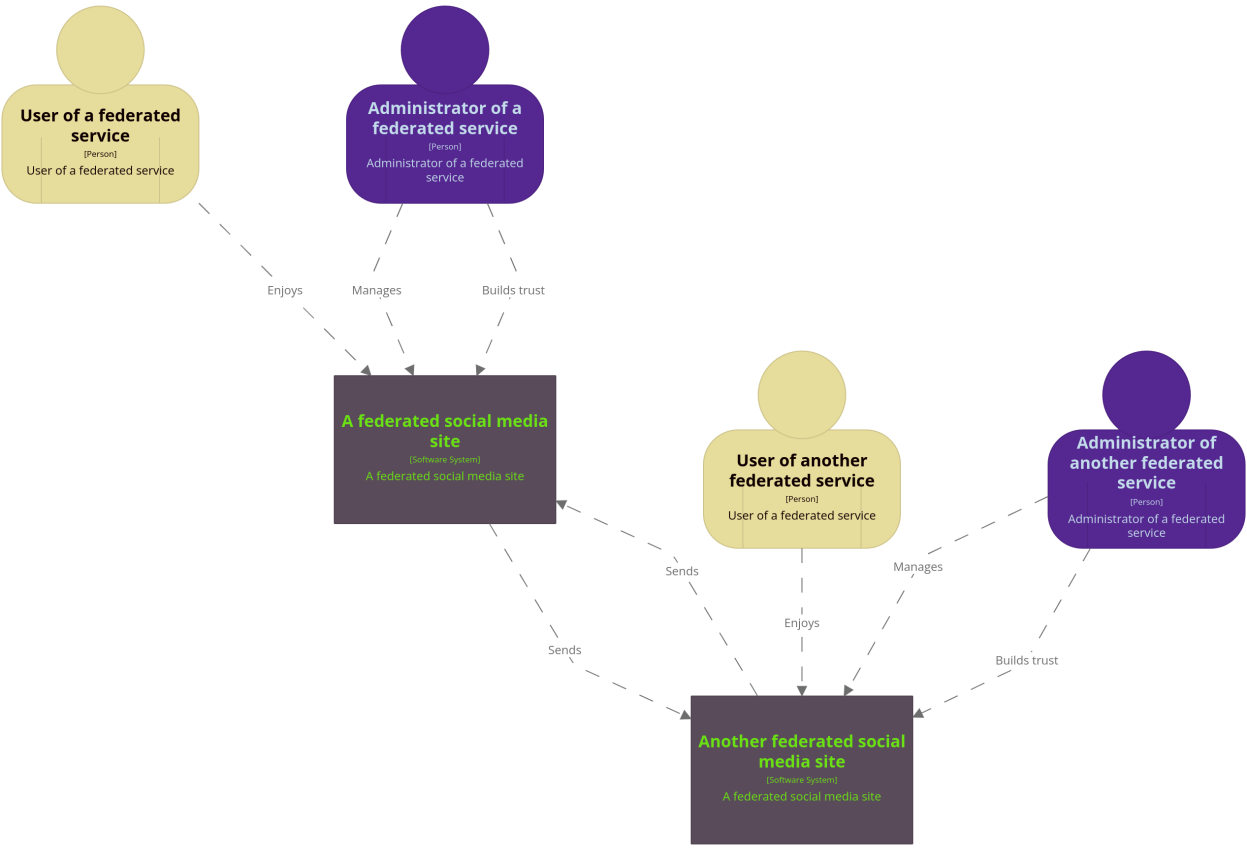 User of a federated
service
[Person]
User of a federated service
Administrator of a
federated service
[Person]
Administrator of a federated
service
Enjoys
Manages
Builds trust
A federated social media
site
[Software System]
A federated social media site
User of another
federated service
[Person]
User of a federated service
Administrator of
another federated
service
[Person]
Administrator of a federated
service
Sends
Manages
Enjoys
Sends
Builds trust
Another federated social
media site
[Software System]
A federated social media site